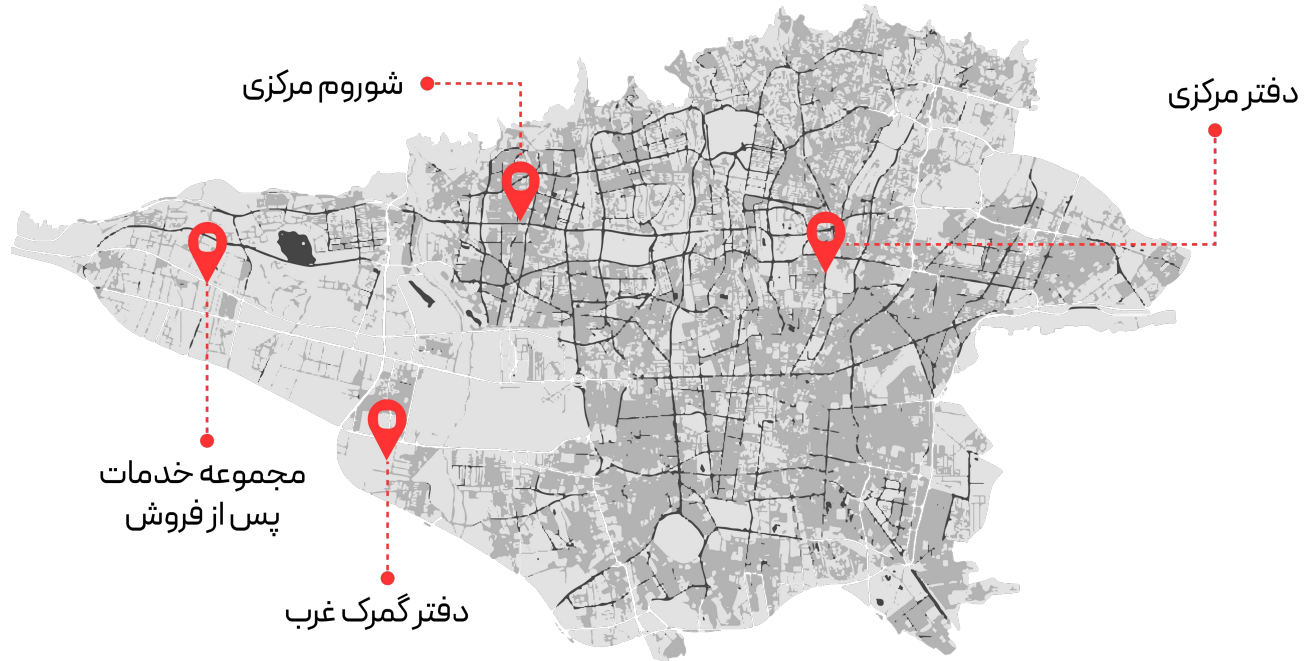 شوروم مرکزی
دفتر مرکزی
مجموعه خدمات
پس از فروش
دفتر گمرک غرب